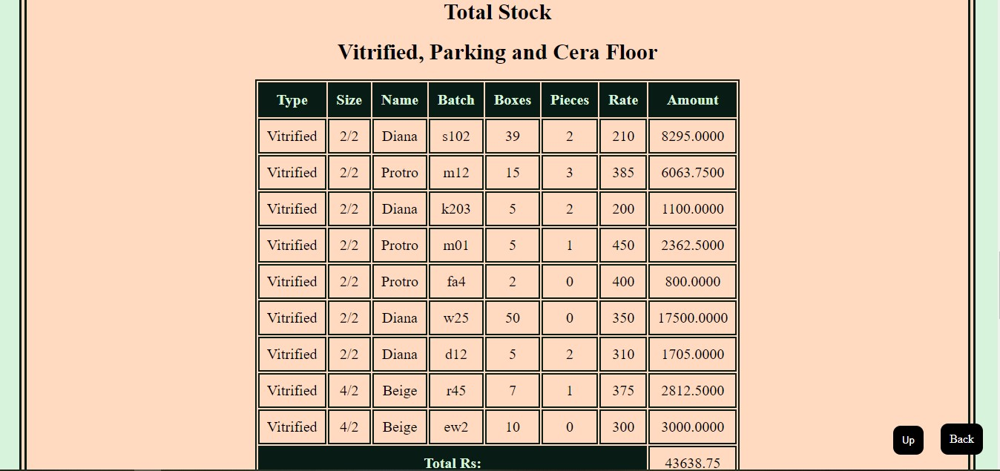 Total Stock
Vitrified, Parking and Cera Floor
Type Size Name Batch Boxes Pieces Rate Amount
Vitrified 2/2 Diana s102 39 2 210 8295.0000
Vitrified 2/2 Protro m12 15 3 385 6063.7500
Vitrified 2/2 Diana k203 5 2 200 1100.0000
Vitrified 2/2 Protro m01 5 1 450 2362.5000
Vitrified 2/2 Protro fa4 2 0 400 800.0000
Vitrified 2/2 Diana w25 50 0 350 17500.0000
Vitrified 2/2 Diana d12 5 2 310 1705.0000
Vitrified 4/2 Beige r45 7 1 375 2812.5000
Vitrified 4/2 Beige ew2 10 0 300 3000.0000
Total Rs: 43638.75
Up Back